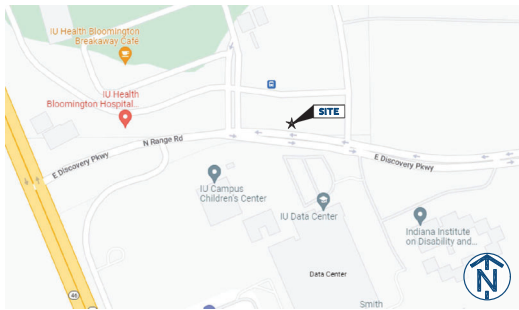 IU Health Bloomington
Breakaway Café
IU Health
Bloomington Hospital...
SITE
N Range Rd
E Discovery Pkwy
E Discovery Pkwy
IU Campus
Children's Center
IU Data Center
Indiana Institute
on Disability and...
Data Center
46
Smith
N